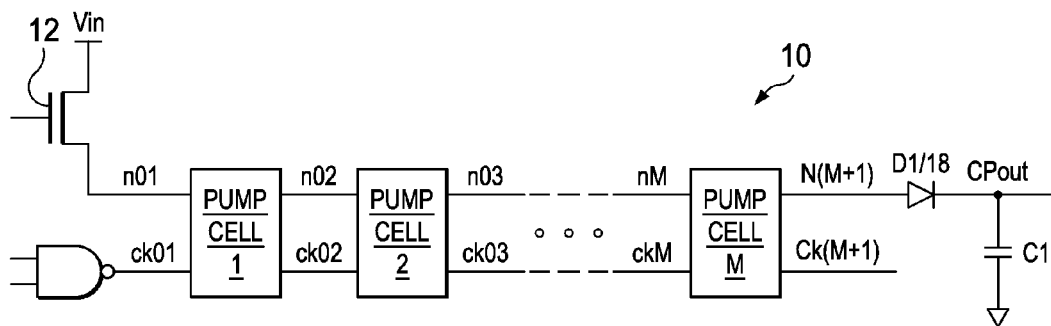 12
Vin
10
n01
PUMP
CELL
1
n02
PUMP
CELL
2
n03
nM
PUMP
CELL
M
N(M+1)
D1/18
CPout
ck01
ck02
ck03
ckM
Ck(M+1)
C1